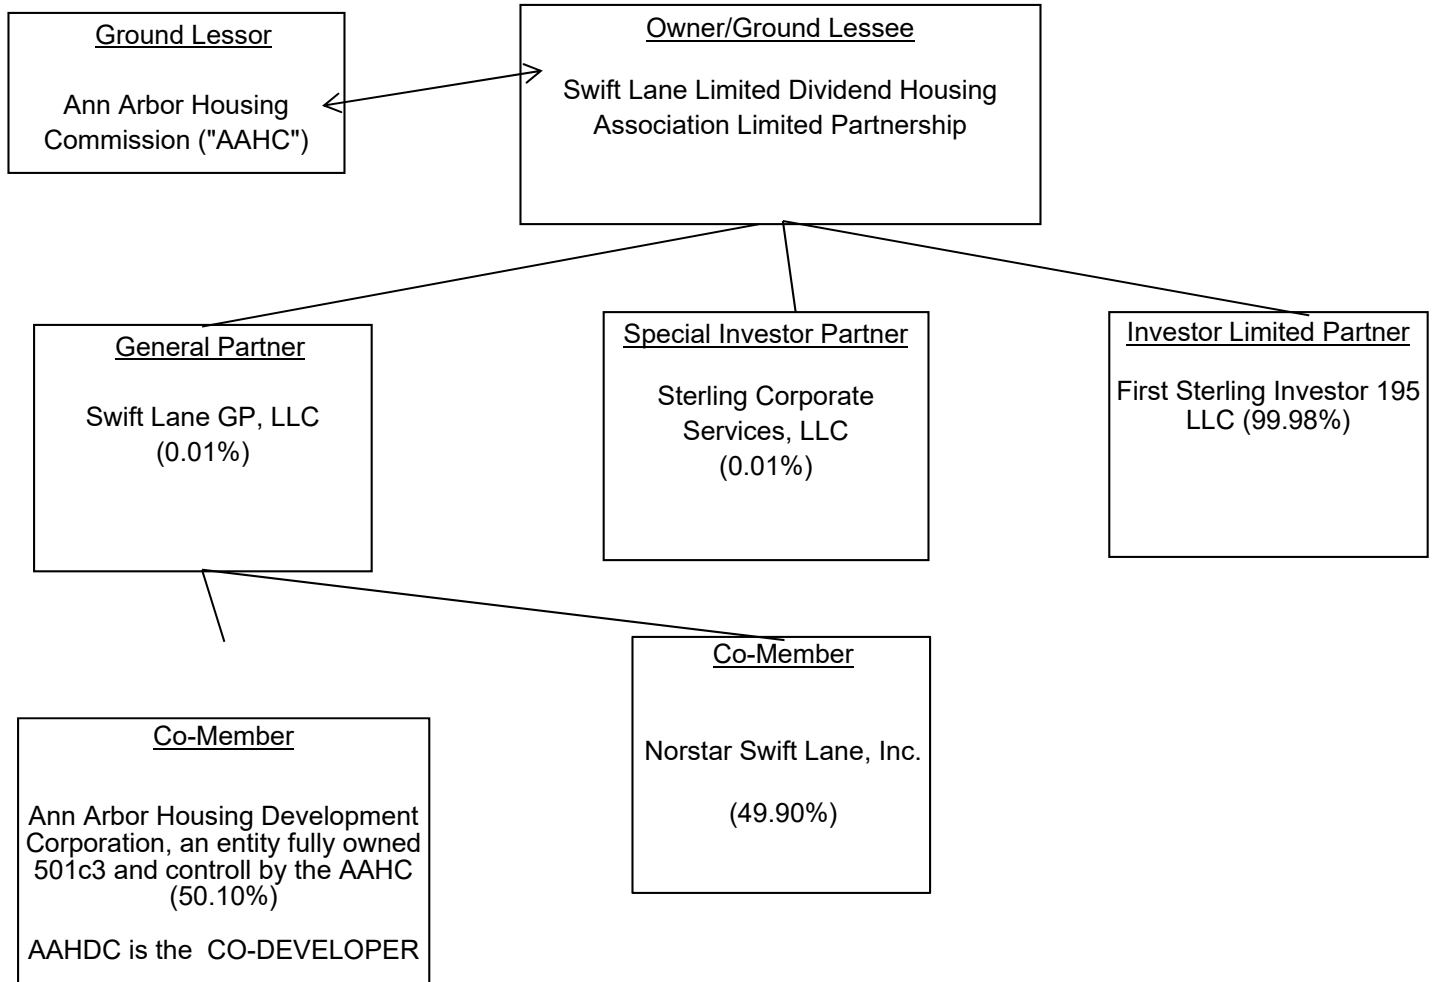 Ground Lessor
Ann Arbor Housing
Commission ("AAHC")
Owner/Ground Lessee
Swift Lane Limited Dividend Housing
Association Limited Partnership
General Partner
Swift Lane GP, LLC
(0.01%)
Special Investor Partner
Sterling Corporate
Services, LLC
(0.01%)
Investor Limited Partner
First Sterling Investor 195
LLC (99.98%)
Co-Member
Ann Arbor Housing Development
Corporation, an entity fully owned
501c3 and controll by the AAHC
(50.10%)
AAHDC is the  CO-DEVELOPER
Co-Member
Norstar Swift Lane, Inc.
(49.90%)